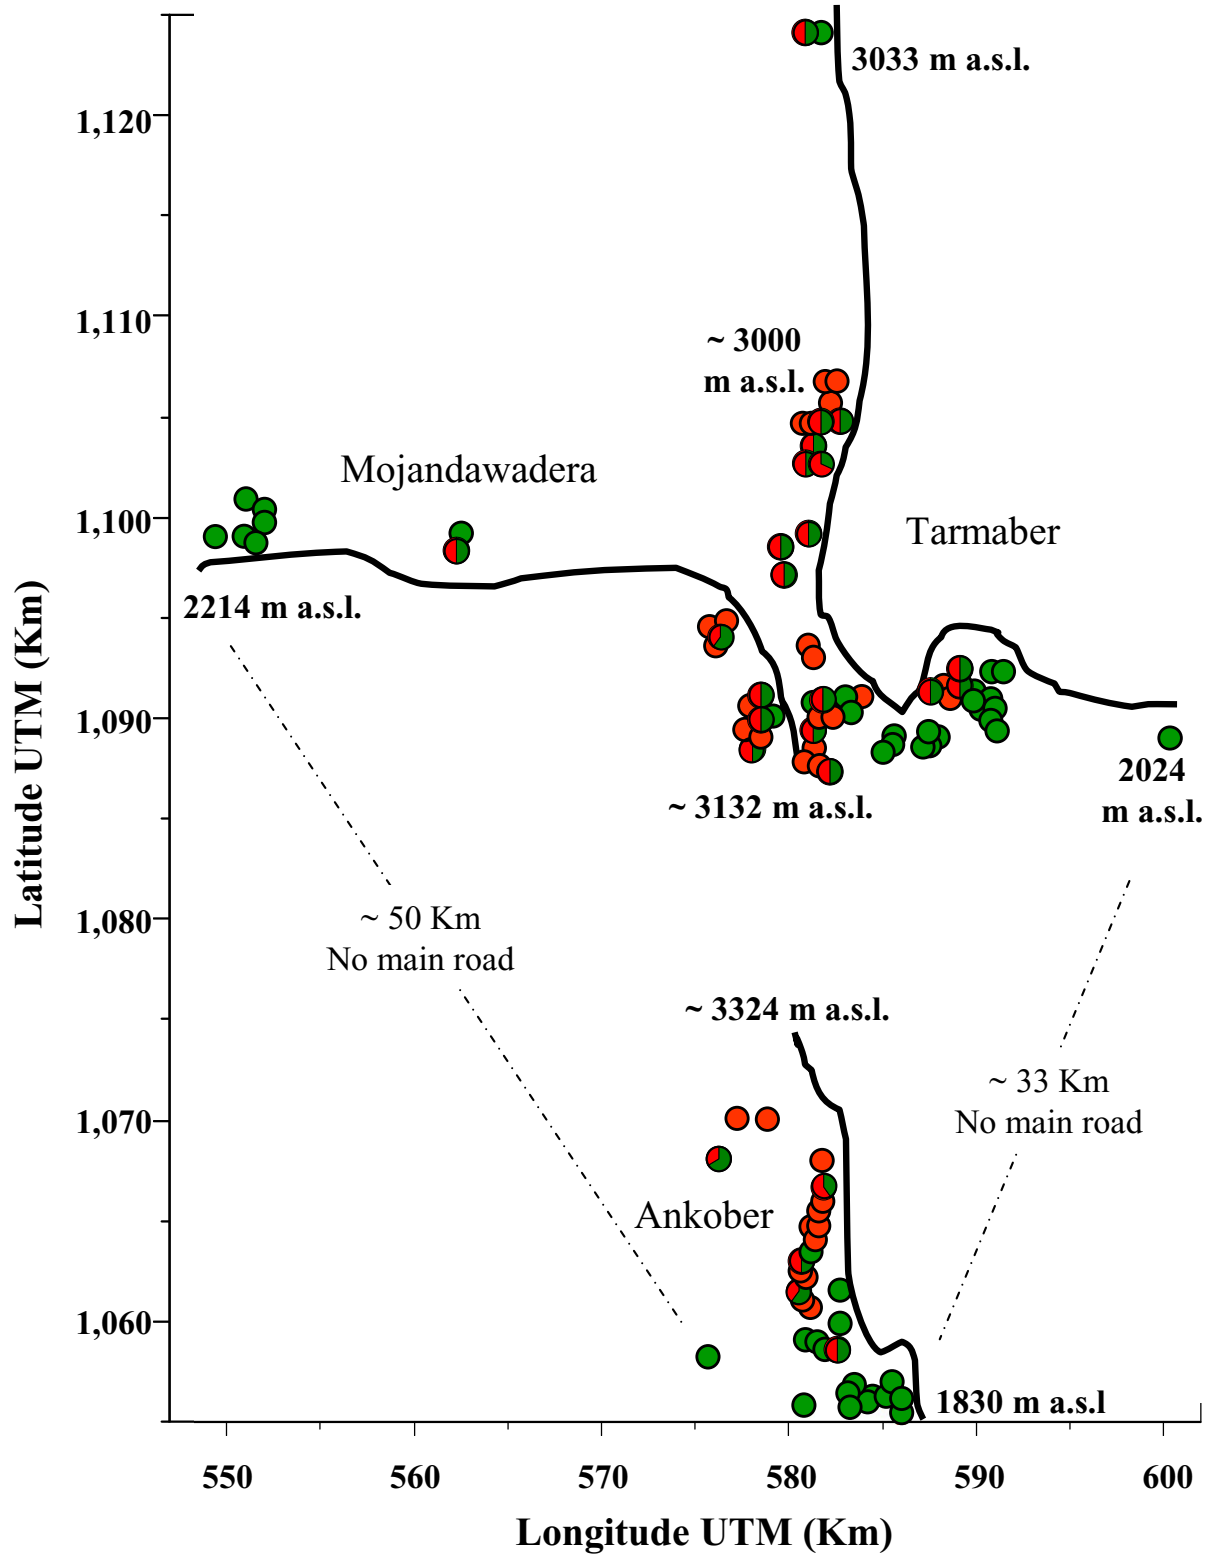 3033 m a.s.l.
1,120
1,110
~ 3000
m a.s.l.
Mojandawadera
1,100
Tarmaber
2214 m a.s.l.
1,090
2024
m a.s.l.
~ 3132 m a.s.l.
Latitude UTM (Km)
1,080
~ 50 Km
No main road
~ 3324 m a.s.l.
~ 33 Km
No main road
1,070
Ankober
1,060
1830 m a.s.l
550
560
570
580
590
600
Longitude UTM (Km)